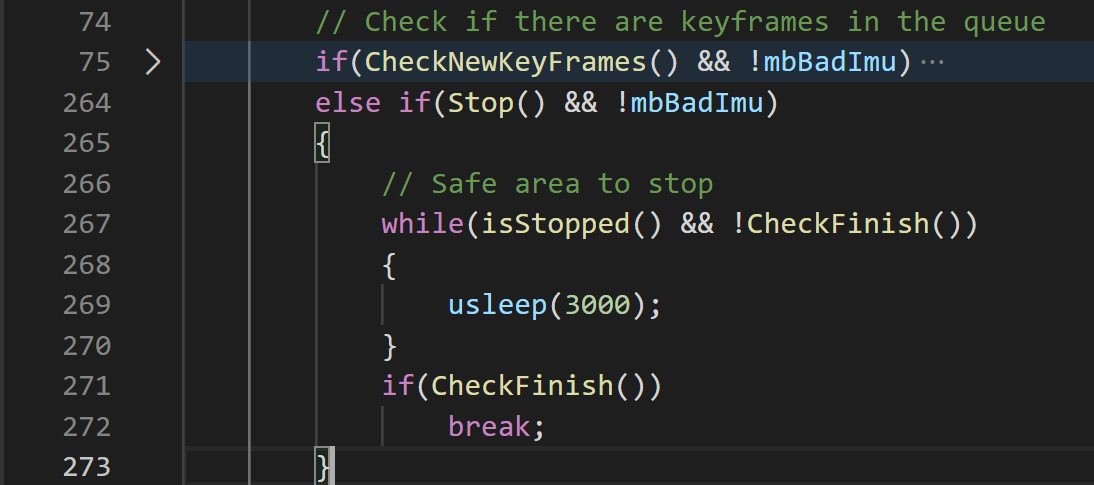 74 // Check if there are keyframes in the queue
75 if(CheckNewKeyFrames() && !mbBadImu)···
264 else if(Stop() && !mbBadImu)
265 {
266 // Safe area to stop
267 while(isStopped() && !CheckFinish())
268 {
269 usleep(3000);
270 }
271 if(CheckFinish())
272 break;
273 }